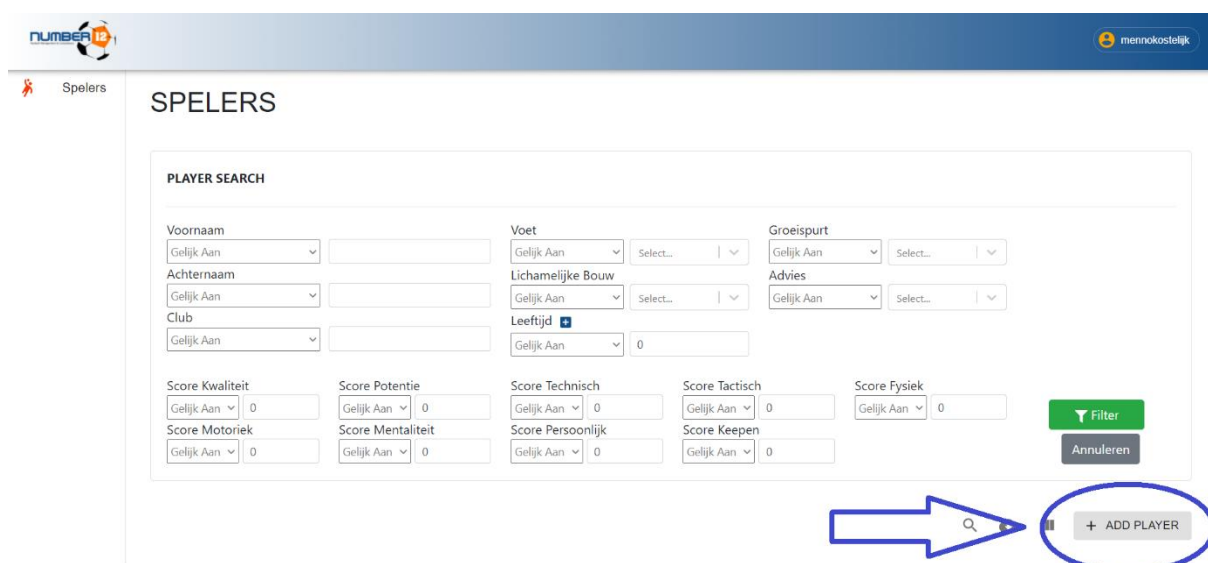 NUMBER 12
mennokostelijk
Spelers
SPELERS
PLAYER SEARCH
Voornaam Voet Groeispurt
Gelijk Aan Gelijk Aan Select... Gelijk Aan Select...
Achternaam Lichamelijke Bouw Advies
Gelijk Aan Gelijk Aan Select... Gelijk Aan Select...
Club Leeftijd
Gelijk Aan Gelijk Aan 0
Score Kwaliteit Score Potentie Score Technisch Score Tactisch Score Fysiek
Gelijk Aan 0 Gelijk Aan 0 Gelijk Aan 0 Gelijk Aan 0 Gelijk Aan 0
Filter
Score Motoriek Score Mentaliteit Score Persoonlijk Score Keepen
Gelijk Aan 0 Gelijk Aan 0 Gelijk Aan 0 Gelijk Aan 0
Annuleren
+ ADD PLAYER